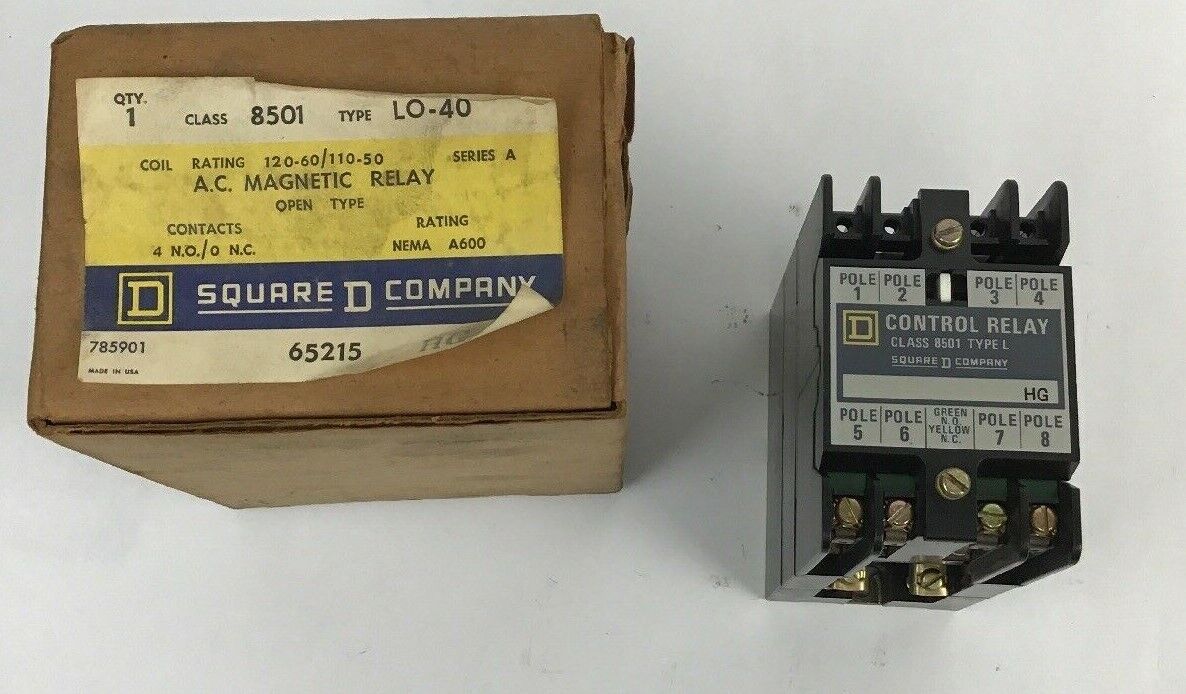 QTY.
1 CLASS 8501 TYPE LO-40
COIL RATING 120-60/110-50 SERIES A
A.C. MAGNETIC RELAY
OPEN TYPE
CONTACTS RATING
4 N.O./0 N.C. NEMA A600
D SQUARE D COMPANY
785901 65215
MADE IN USA
POLE 1 POLE 2 POLE 3 POLE 4
D CONTROL RELAY
CLASS 8501 TYPE L
SQUARE D COMPANY
HG
POLE 5 POLE 6 GREEN N.O. YELLOW N.C. POLE 7 POLE 8